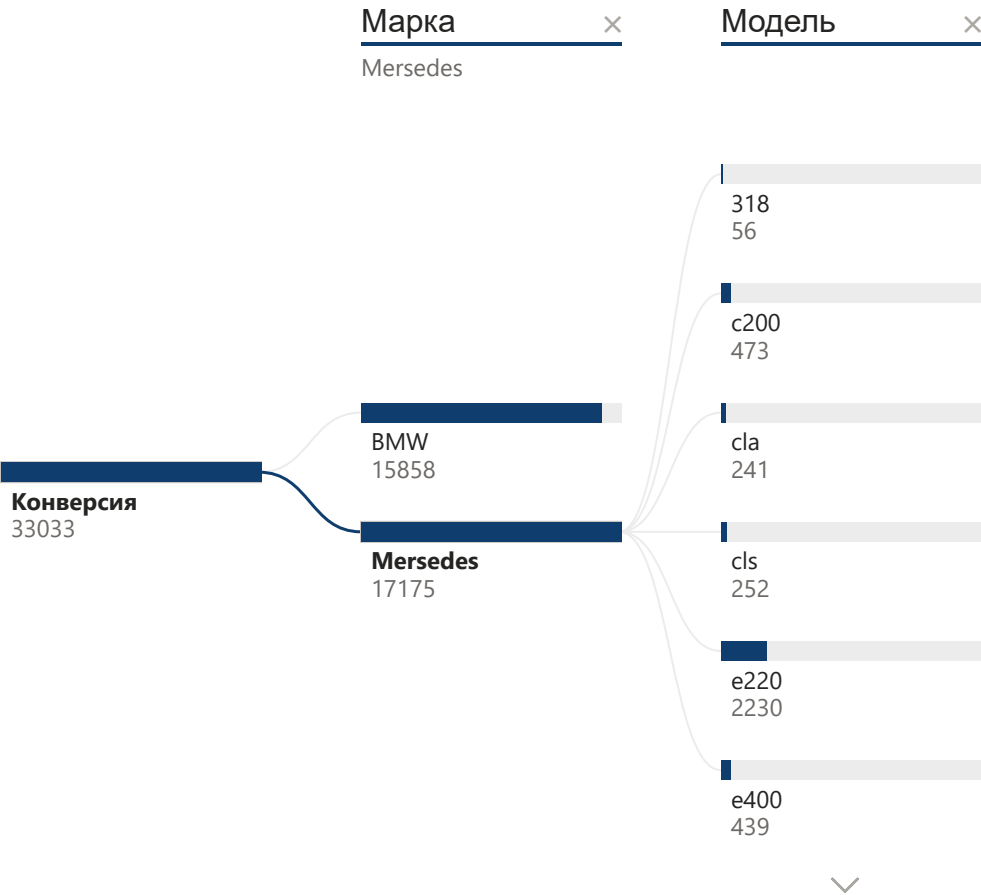 Марка
Модель
Mersedes
318
56
c200
473
BMW
15858
cla
241
Конверсия
33033
Mersedes
17175
cls
252
e220
2230
e400
439